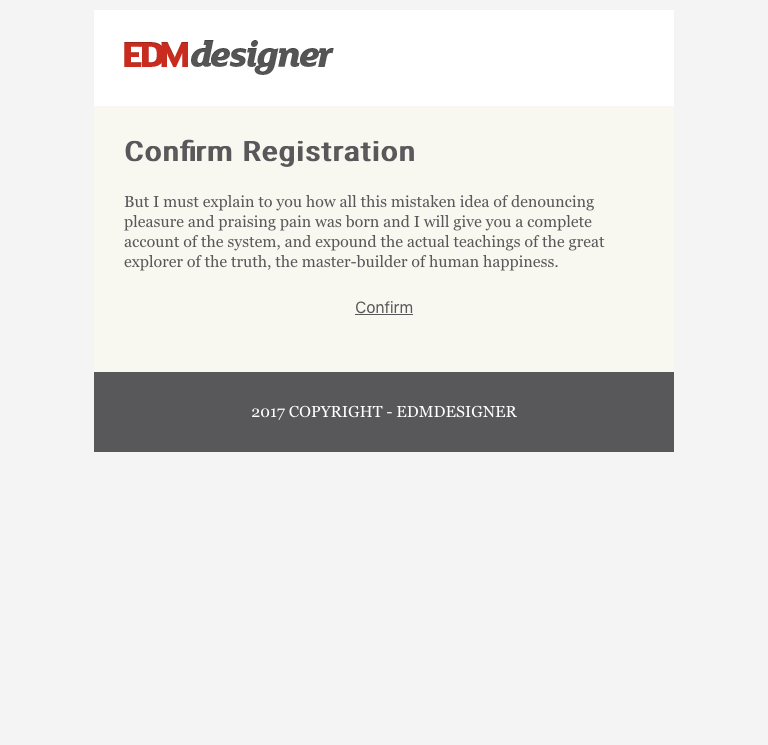 EDMdesigner
Confirm Registration
But I must explain to you how all this mistaken idea of denouncing
pleasure and praising pain was born and I will give you a complete
account of the system, and expound the actual teachings of the great
explorer of the truth, the master-builder of human happiness.
Confirm
2017 COPYRIGHT - EDMDESIGNER